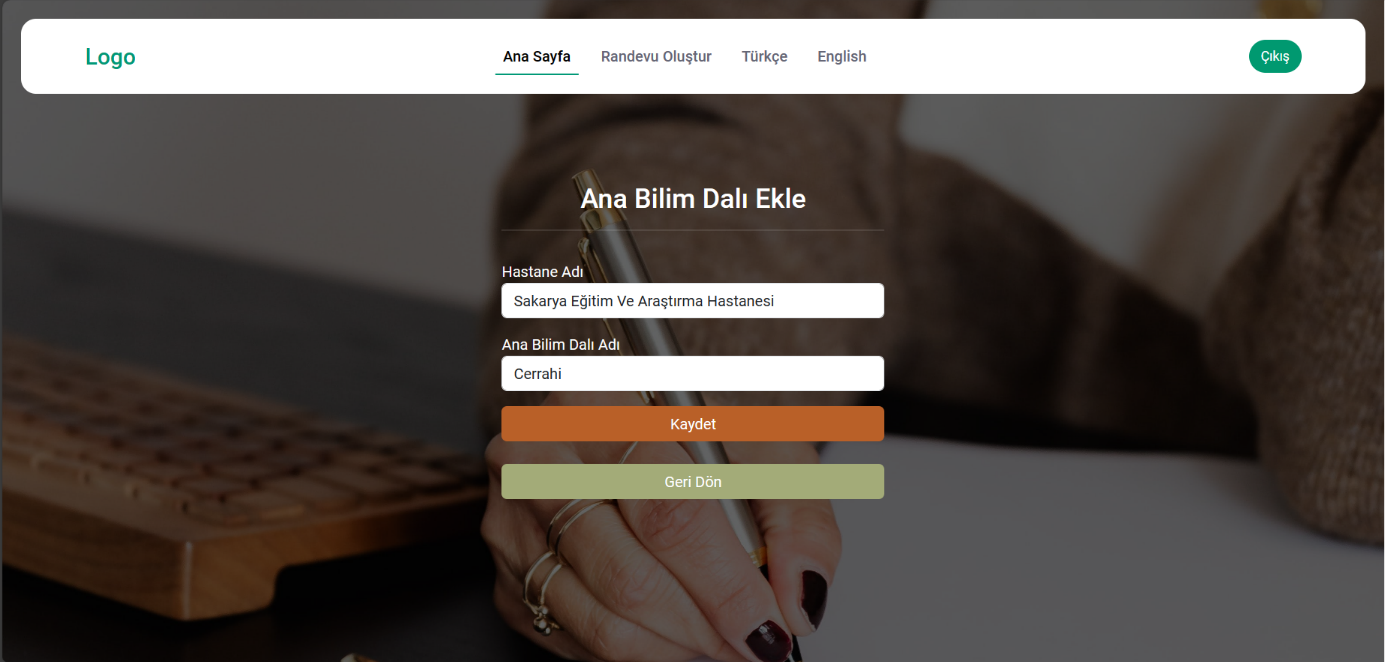 Logo
Ana Sayfa
Randevu Oluştur
Türkçe
English
Çıkış
Ana Bilim Dalı Ekle
Hastane Adı
Sakarya Eğitim Ve Araştırma Hastanesi
Ana Bilim Dalı Adı
Cerrahi
Kaydet
Geri Dön